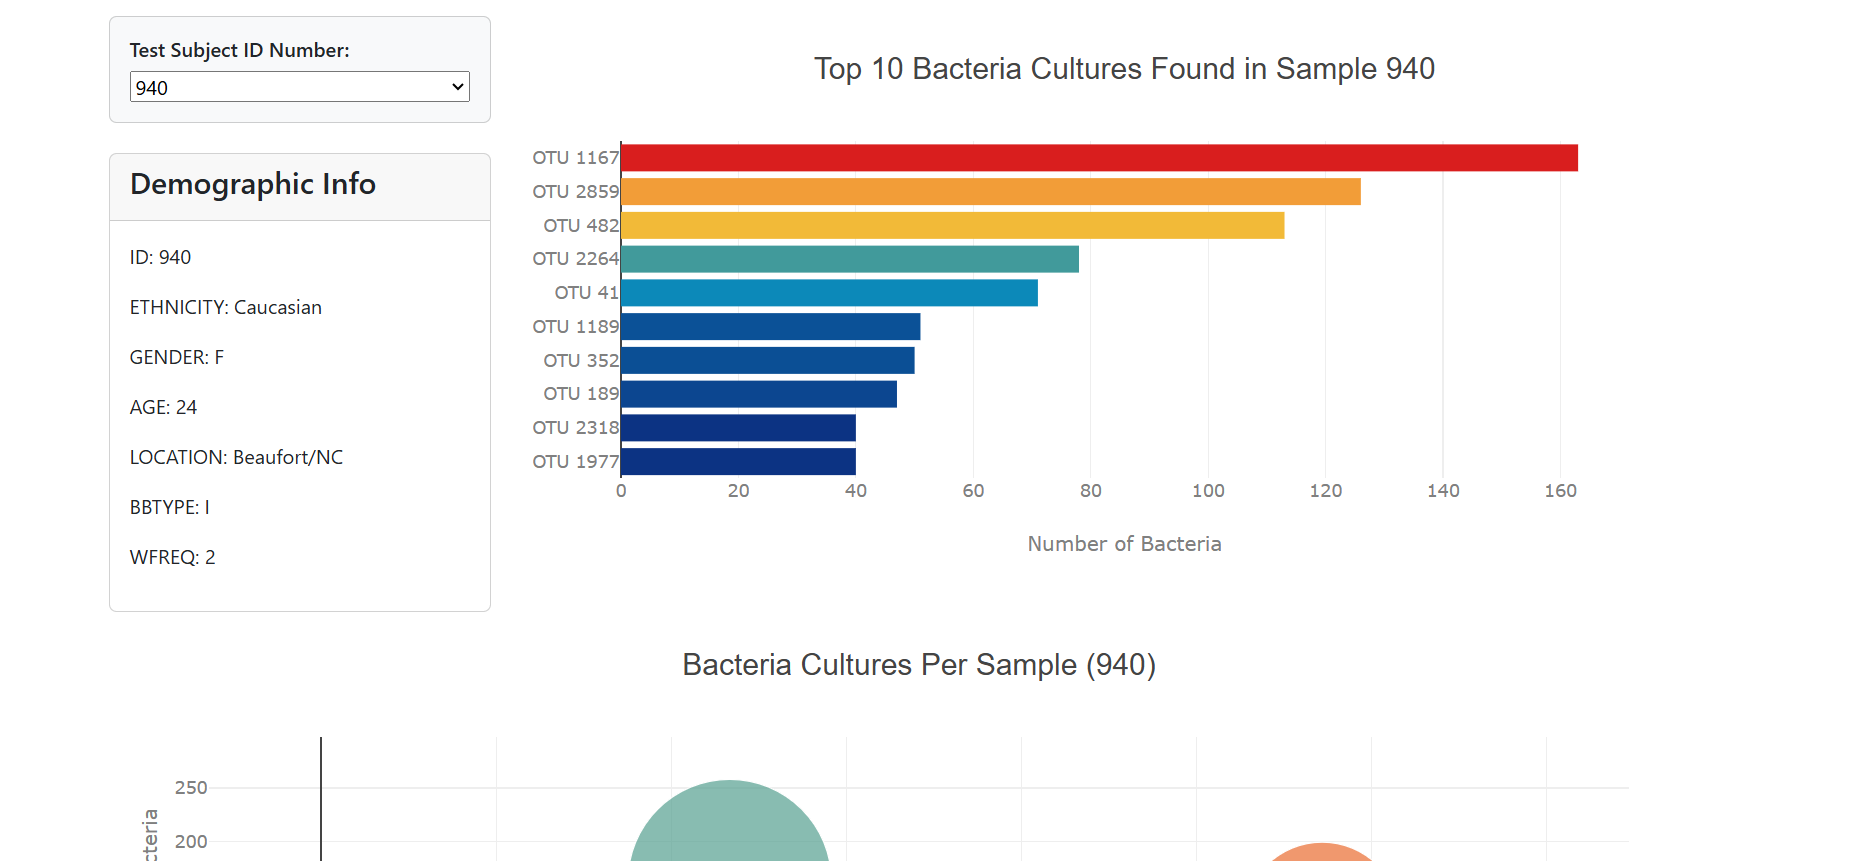 Test Subject ID Number:
940
Demographic Info
ID: 940
ETHNICITY: Caucasian
GENDER: F
AGE: 24
LOCATION: Beaufort/NC
BBTYPE: I
WFREQ: 2
Top 10 Bacteria Cultures Found in Sample 940
OTU 1167
OTU 2859
OTU 482
OTU 2264
OTU 41
OTU 1189
OTU 352
OTU 189
OTU 2318
OTU 1977
0 20 40 60 80 100 120 140 160
Number of Bacteria
Bacteria Cultures Per Sample (940)
250
200